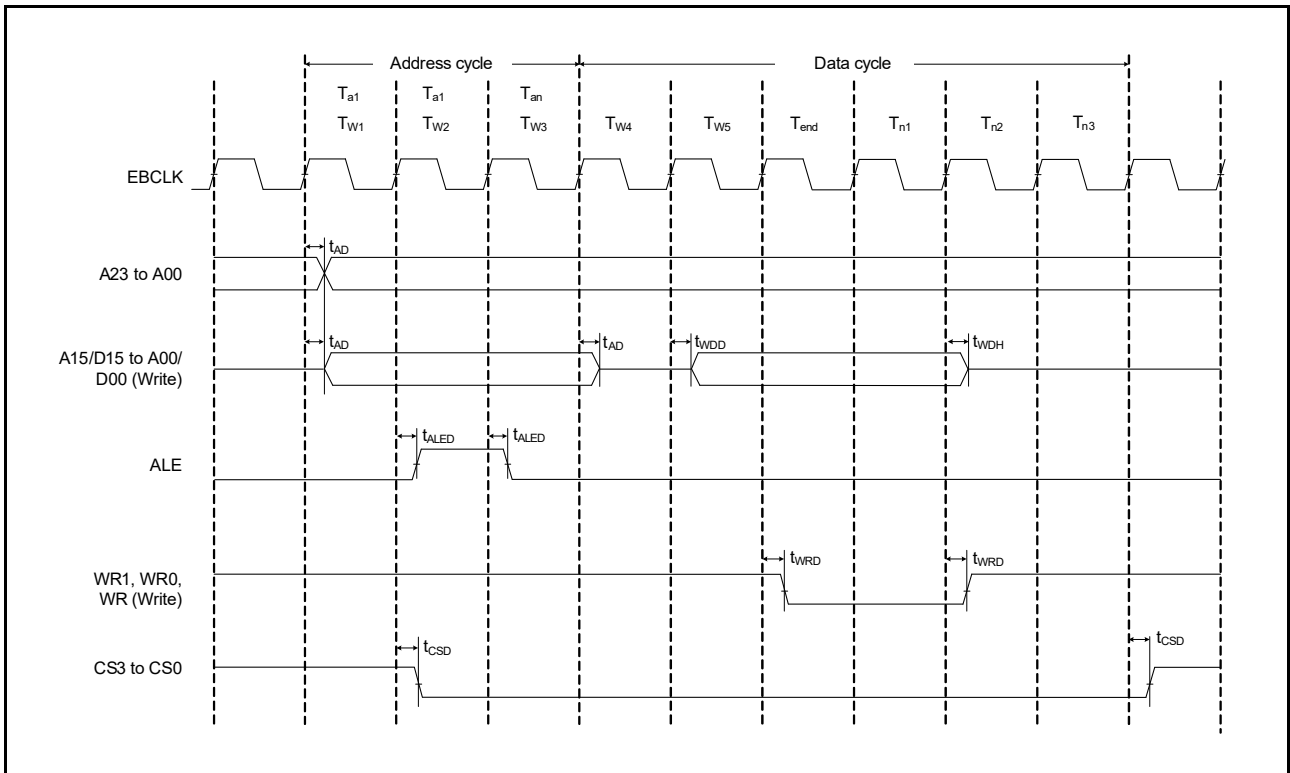 Address cycle Data cycle
Ta1 Ta1 Tan
TW1 TW2 TW3 TW4 TW5 Tend Tn1 Tn2 Tn3
EBCLK
tAD
A23 to A00
tAD tAD tWDD tWDH
A15/D15 to A00/
D00 (Write)
tALED tALED
ALE
tWRD tWRD
WR1, WR0,
WR (Write)
tCSD tCSD
CS3 to CS0